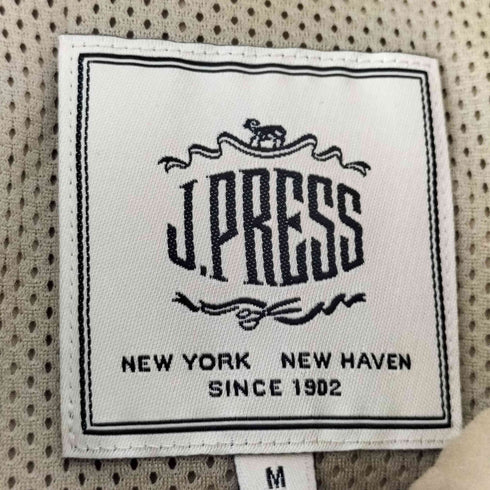 J.PRESS
NEW YORK NEW HAVEN
SINCE 1902
M